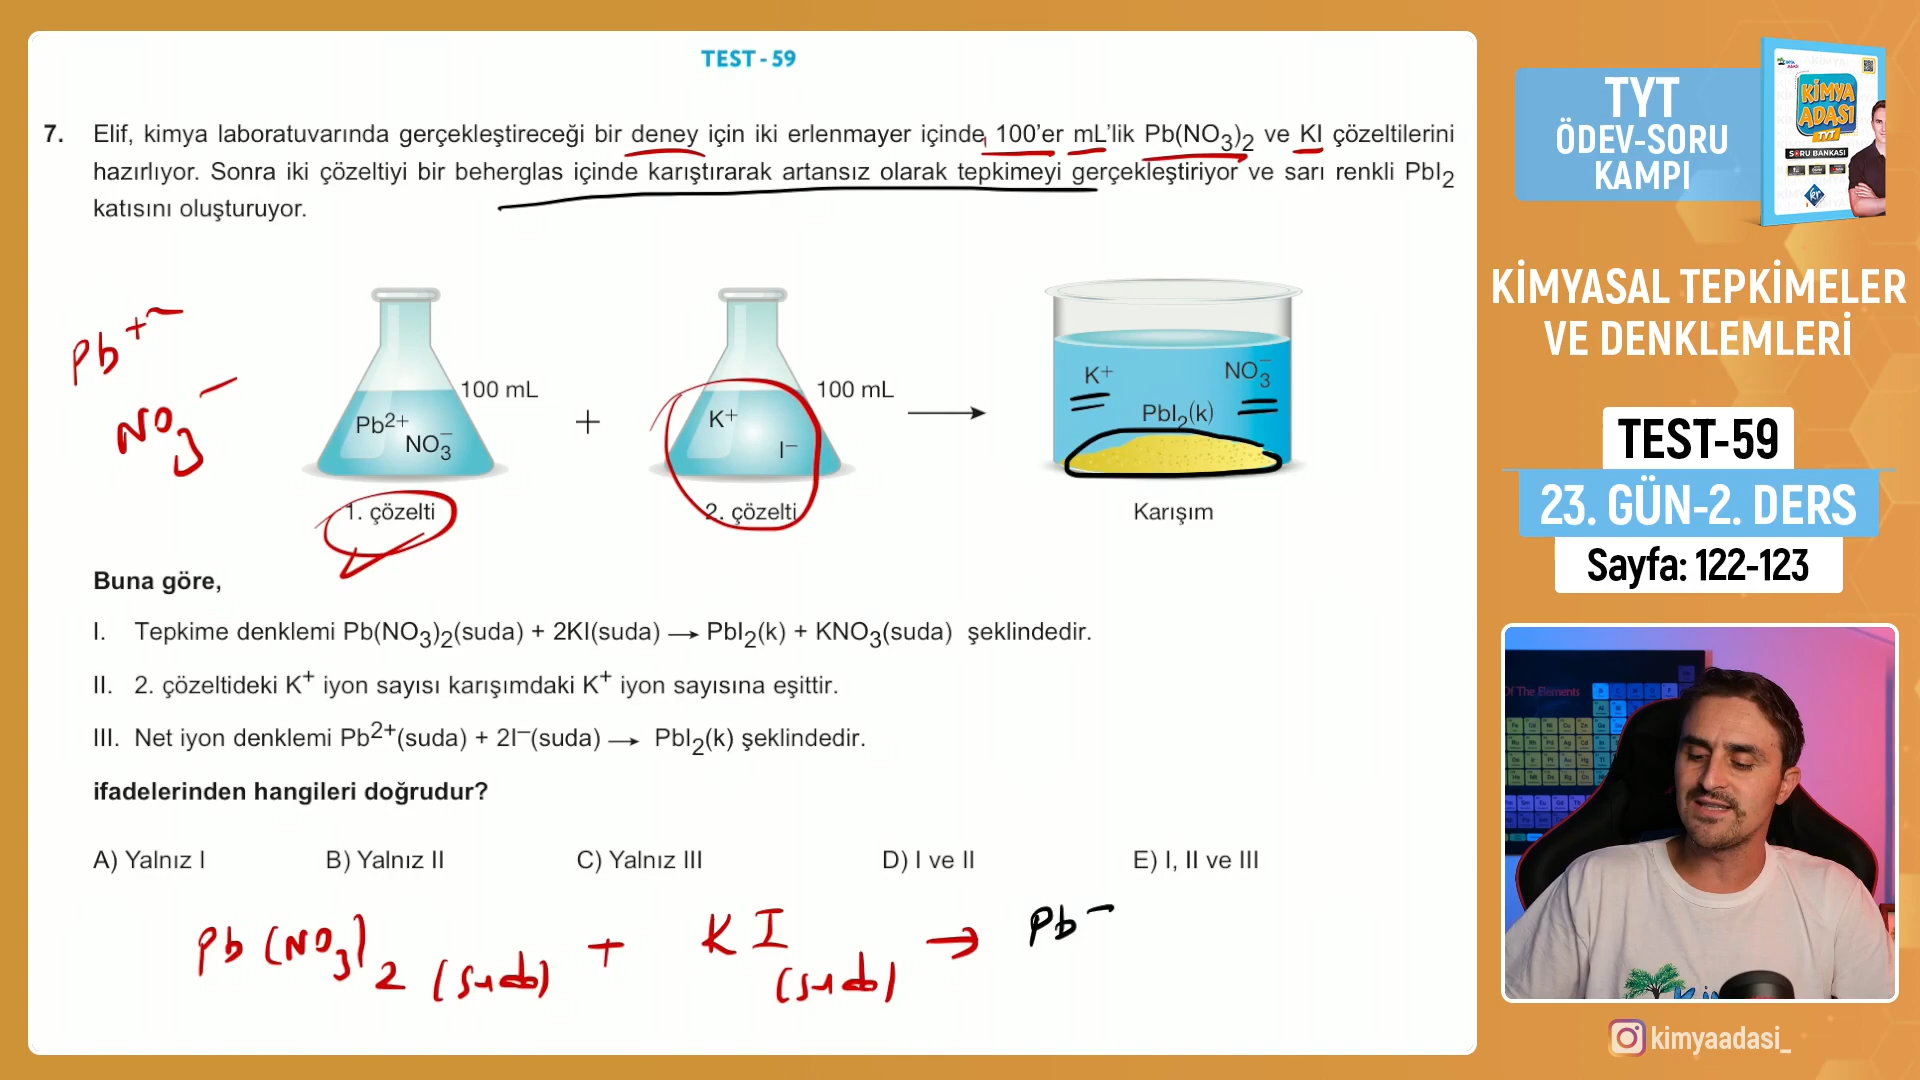 TEST - 59
7. Elif, kimya laboratuvarında gerçekleştireceği bir deney için iki erlenmayer içinde 100'er mL'lik Pb(NO3)2 ve KI çözeltilerini
hazırlıyor. Sonra iki çözeltiyi bir beherglas içinde karıştırarak artansız olarak tepkimeyi gerçekleştiriyor ve sarı renkli PbI2
katısını oluşturuyor.
Pb+–
NO3–
Pb2+
NO3–
100 mL
1. çözelti
+
K+
I–
100 mL
2. çözelti
K+
NO3–
PbI2(k)
Karışım
Buna göre,
I. Tepkime denklemi Pb(NO3)2(suda) + 2KI(suda) → PbI2(k) + KNO3(suda) şeklindedir.
II. 2. çözeltideki K+ iyon sayısı karışımdaki K+ iyon sayısına eşittir.
III. Net iyon denklemi Pb2+(suda) + 2I–(suda) → PbI2(k) şeklindedir.
ifadelerinden hangileri doğrudur?
A) Yalnız I B) Yalnız II C) Yalnız III D) I ve II E) I, II ve III
Pb(NO3)2 (suda) + KI (suda) → Pb
TYT
ÖDEV-SORU
KAMPI
KİMYA
ADASI
TYT
SORU BANKASI
KİMYASAL TEPKİMELER
VE DENKLEMLERİ
TEST-59
23. GÜN-2. DERS
Sayfa: 122-123
Of The Elements
kimyaadasi_